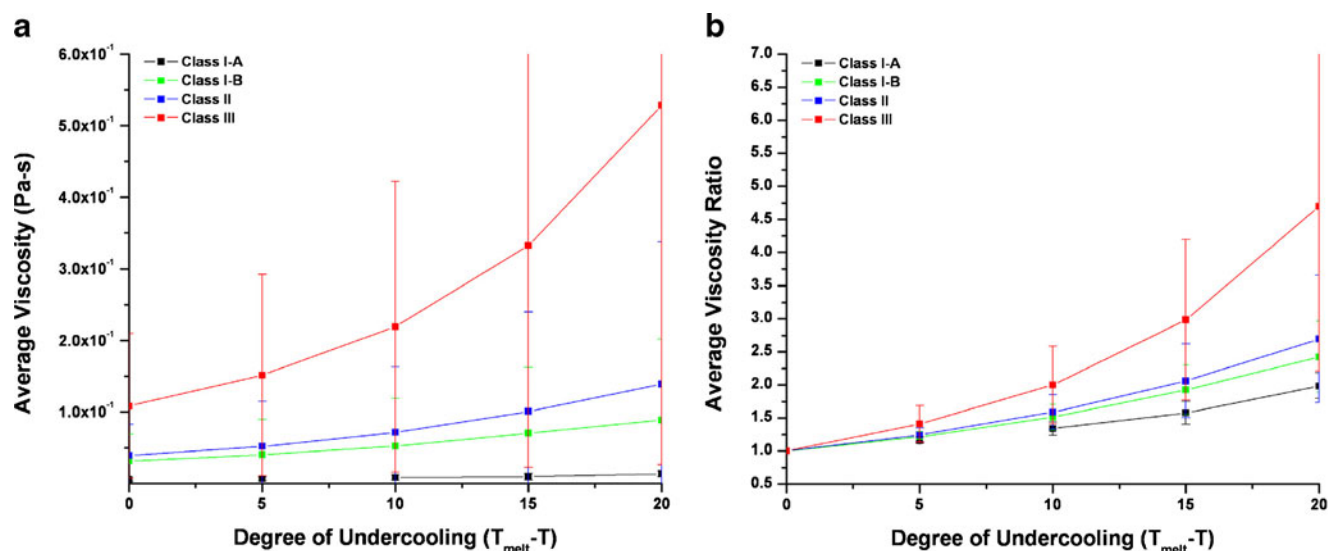 a
6.0x10⁻¹
5.0x10⁻¹
4.0x10⁻¹
3.0x10⁻¹
2.0x10⁻¹
1.0x10⁻¹
Average Viscosity (Pa-s)
Class I-A
Class I-B
Class II
Class III
0 5 10 15 20
Degree of Undercooling (Tmelt-T)
b
7.0
6.5
6.0
5.5
5.0
4.5
4.0
3.5
3.0
2.5
2.0
1.5
1.0
0.5
Average Viscosity Ratio
Class I-A
Class I-B
Class II
Class III
0 5 10 15 20
Degree of Undercooling (Tmelt-T)